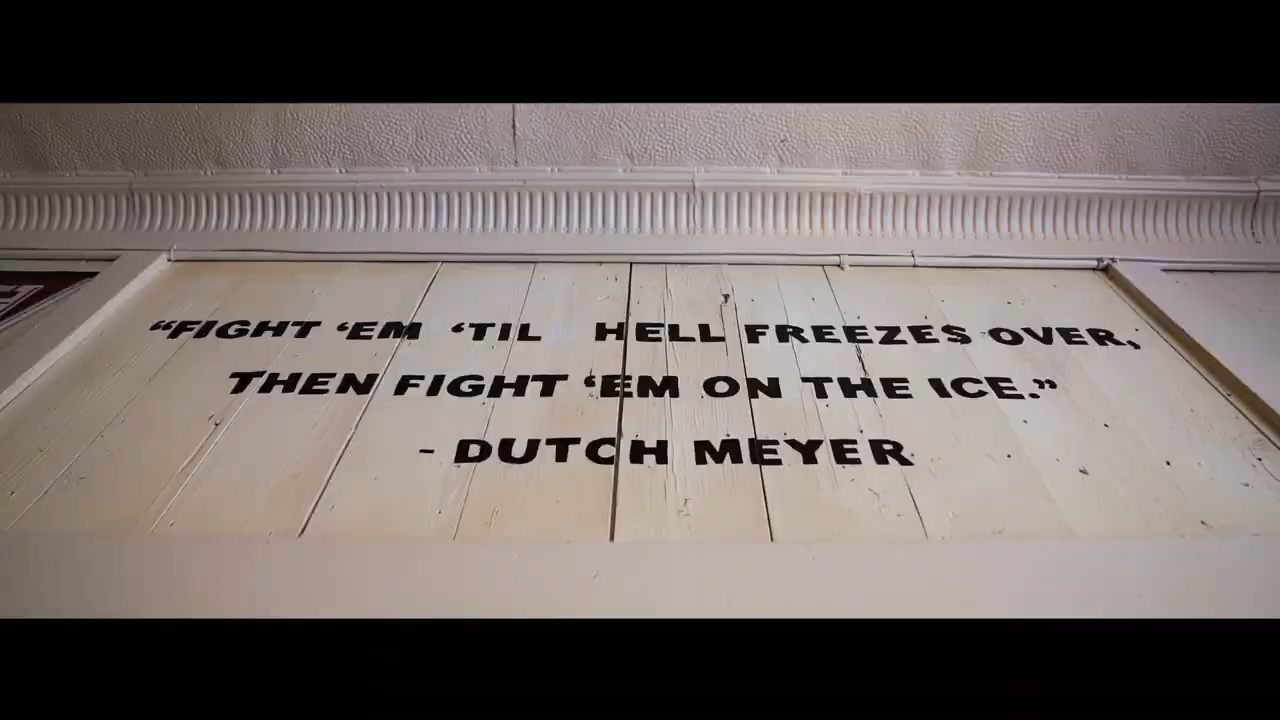 “FIGHT ‘EM ‘TIL HELL FREEZES OVER,
THEN FIGHT ‘EM ON THE ICE.”
- DUTCH MEYER